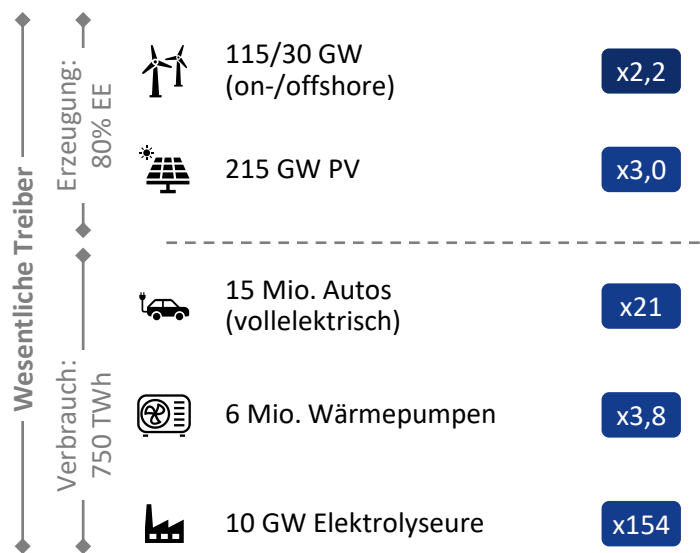 Wesentliche Treiber
Erzeugung:
80% EE
115/30 GW
(on-/offshore)
x2,2
215 GW PV
x3,0
Verbrauch:
750 TWh
15 Mio. Autos
(vollelektrisch)
x21
6 Mio. Wärmepumpen
x3,8
10 GW Elektrolyseure
x154